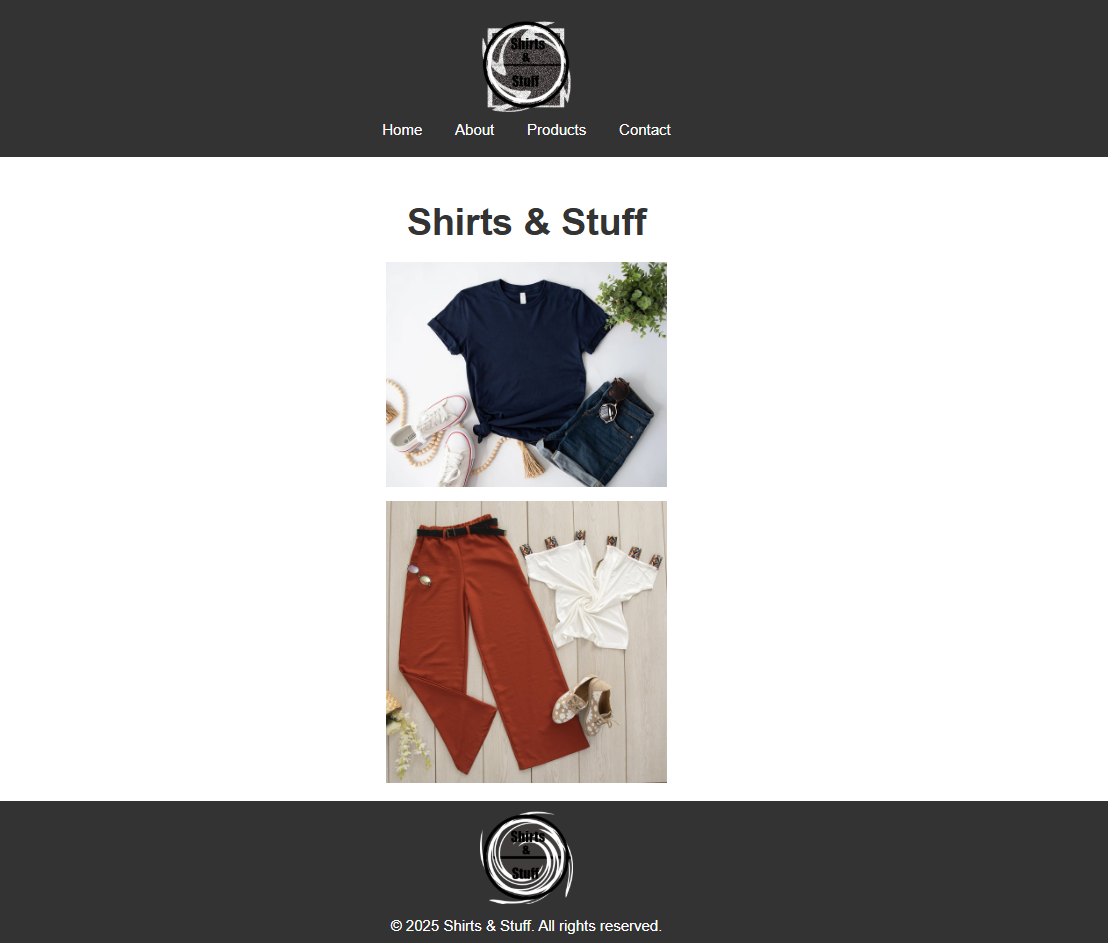 Shirts
&
Stuff
Home About Products Contact
Shirts & Stuff
Shirts
&
Stuff
© 2025 Shirts & Stuff. All rights reserved.